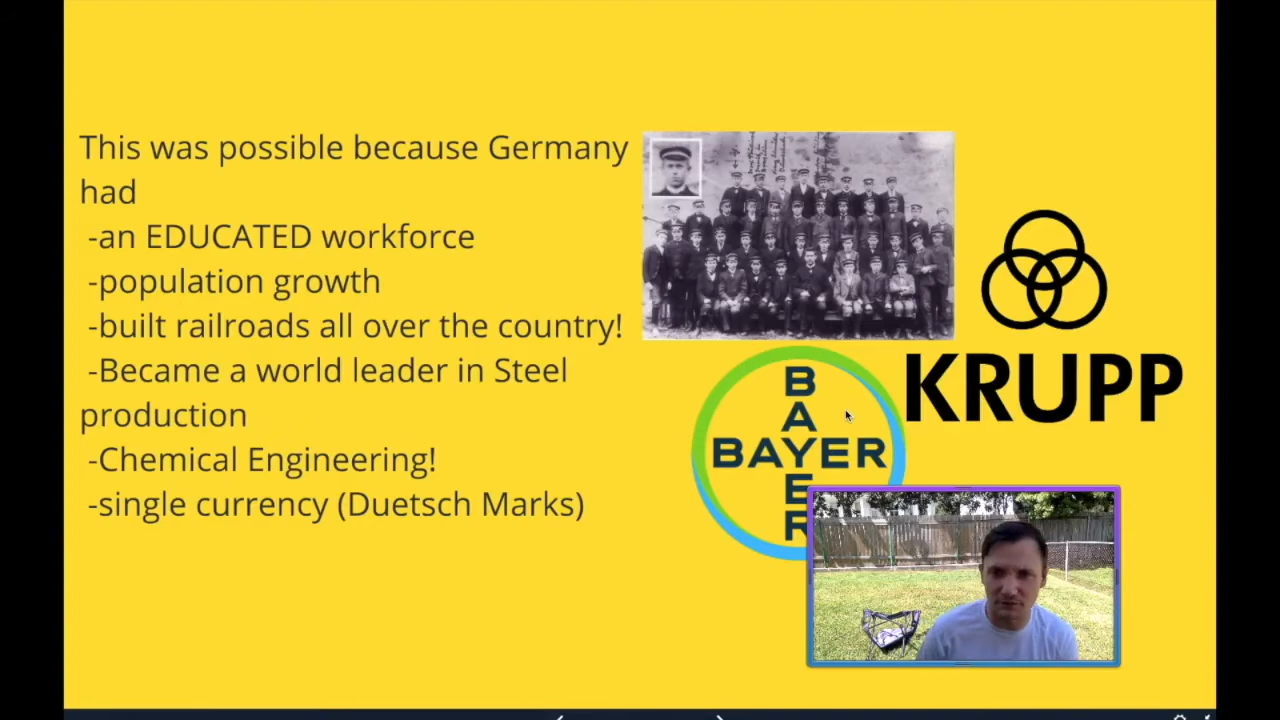 This was possible because Germany
had
-an EDUCATED workforce
-population growth
-built railroads all over the country!
-Became a world leader in Steel
production
-Chemical Engineering!
-single currency (Duetsch Marks)
KRUPP
BAYER
BAYER